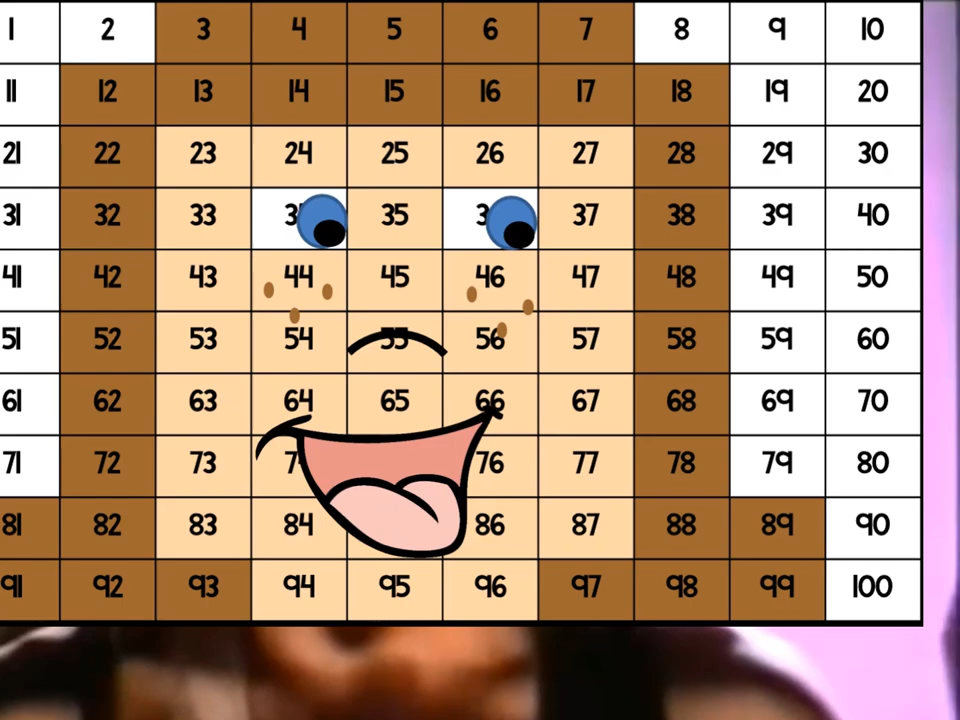 1 2 3 4 5 6 7 8 9 10
11 12 13 14 15 16 17 18 19 20
21 22 23 24 25 26 27 28 29 30
31 32 33 35 37 38 39 40
41 42 43 44 45 46 47 48 49 50
51 52 53 54 55 56 57 58 59 60
61 62 63 64 65 66 67 68 69 70
71 72 73 76 77 78 79 80
81 82 83 84 86 87 88 89 90
91 92 93 94 95 96 97 98 99 100